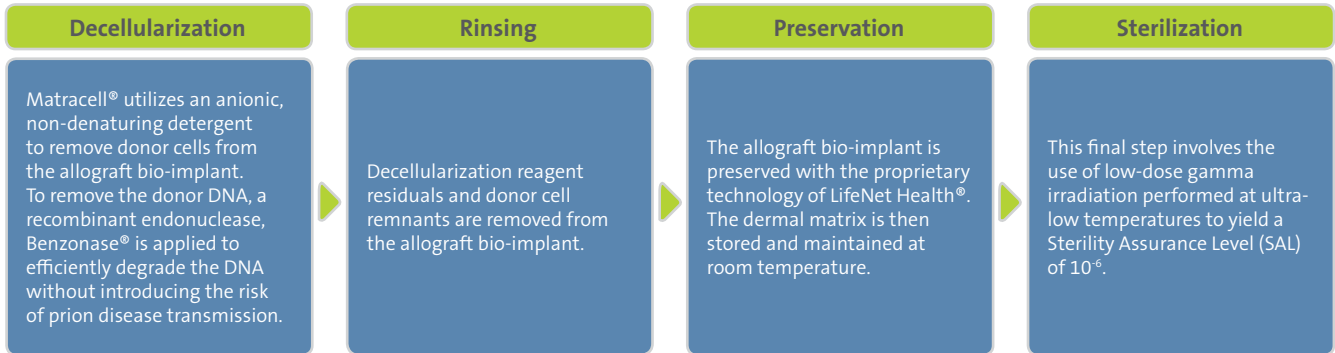 Decellularization
Matracell® utilizes an anionic,
non-denaturing detergent
to remove donor cells from
the allograft bio-implant.
To remove the donor DNA, a
recombinant endonuclease,
Benzonase® is applied to
efficiently degrade the DNA
without introducing the risk
of prion disease transmission.
Rinsing
Decellularization reagent
residuals and donor cell
remnants are removed from
the allograft bio-implant.
Preservation
The allograft bio-implant is
preserved with the proprietary
technology of LifeNet Health®.
The dermal matrix is then
stored and maintained at
room temperature.
Sterilization
This final step involves the
use of low-dose gamma
irradiation performed at ultra-
low temperatures to yield a
Sterility Assurance Level (SAL)
of 10⁻⁶.